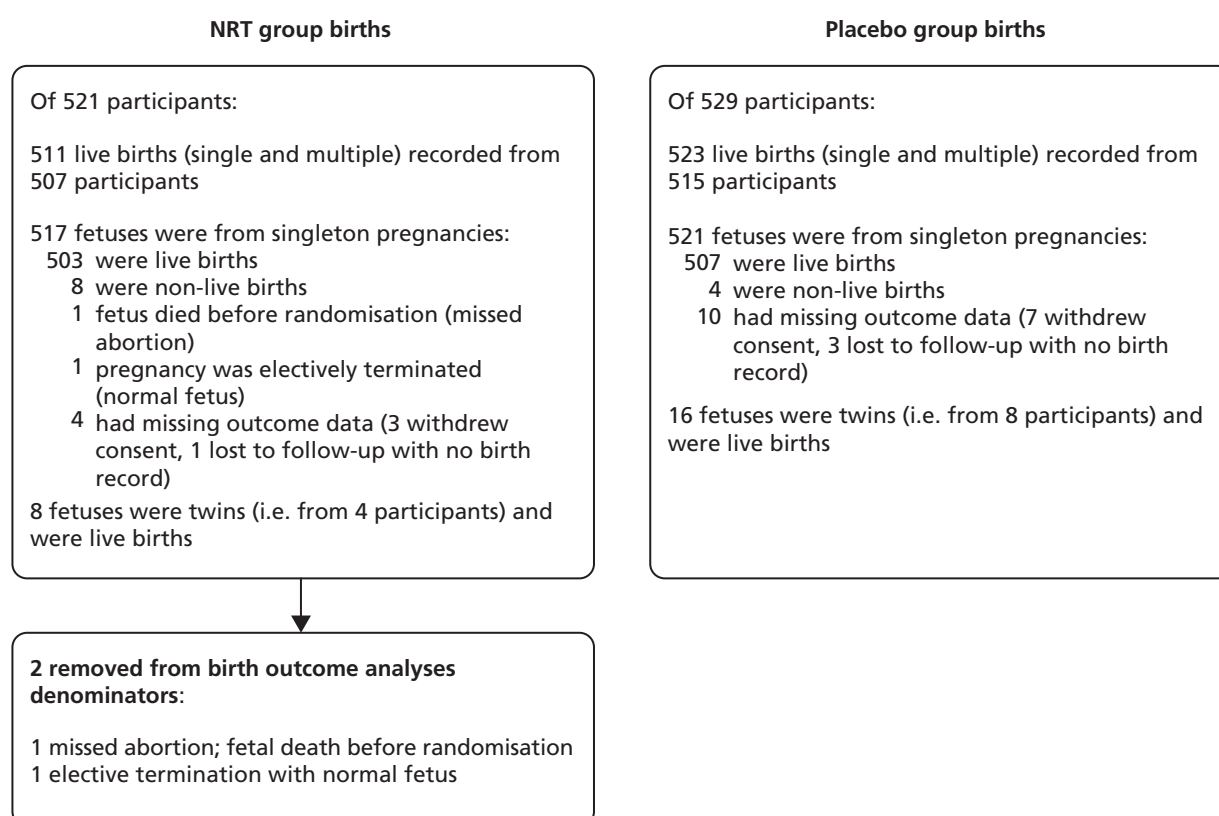 NRT group births
Of 521 participants:
511 live births (single and multiple) recorded from
507 participants
517 fetuses were from singleton pregnancies:
503 were live births
8 were non-live births
1 fetus died before randomisation (missed
abortion)
1 pregnancy was electively terminated
(normal fetus)
4 had missing outcome data (3 withdrew
consent, 1 lost to follow-up with no birth
record)
8 fetuses were twins (i.e. from 4 participants) and
were live births
2 removed from birth outcome analyses
denominators:
1 missed abortion; fetal death before randomisation
1 elective termination with normal fetus
Placebo group births
Of 529 participants:
523 live births (single and multiple) recorded from
515 participants
521 fetuses were from singleton pregnancies:
507 were live births
4 were non-live births
10 had missing outcome data (7 withdrew
consent, 3 lost to follow-up with no birth
record)
16 fetuses were twins (i.e. from 8 participants) and
were live births